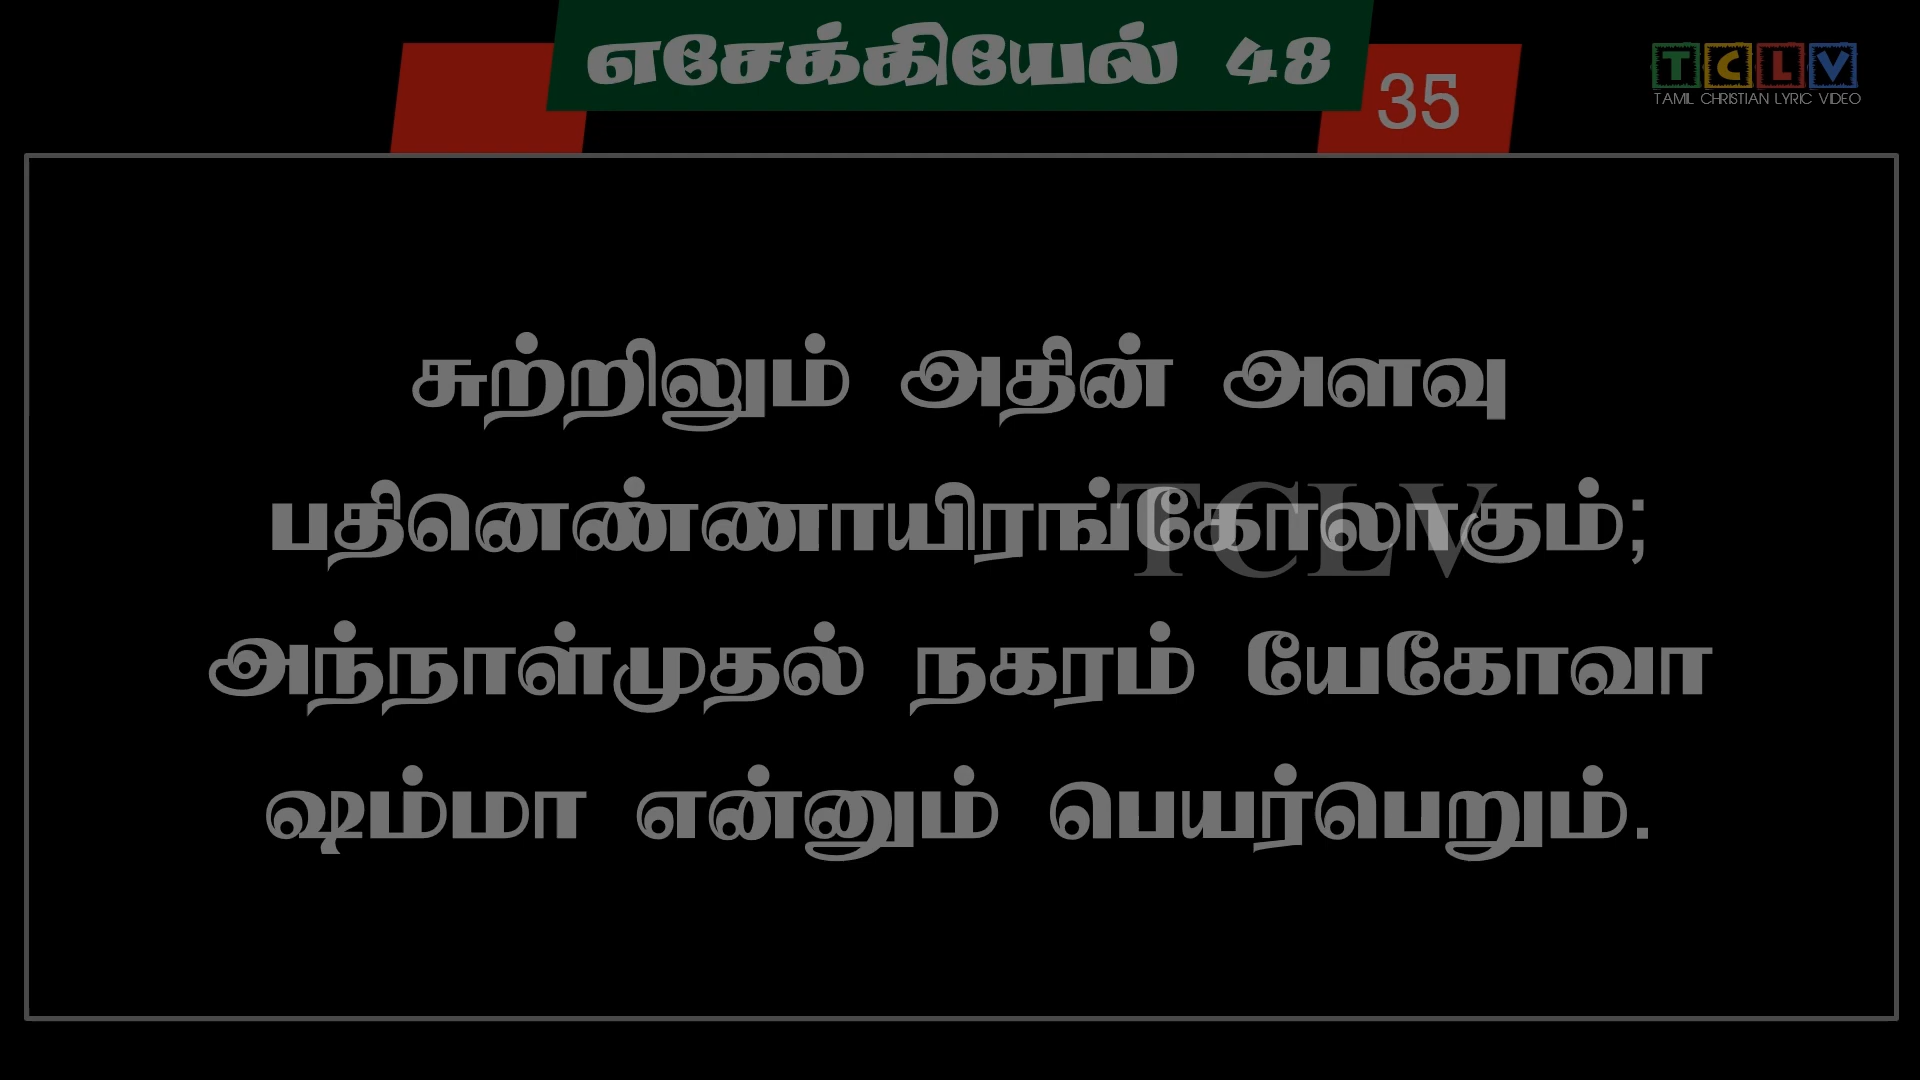 எசேக்கியேல் 48
35
TCLV
TAMIL CHRISTIAN LYRIC VIDEO
சுற்றிலும் அதின் அளவு
பதினெண்ணாயிரங்கோலாகும்;
TCLV
அந்நாள்முதல் நகரம் யேகோவா
ஷம்மா என்னும் பெயர்பெறும்.